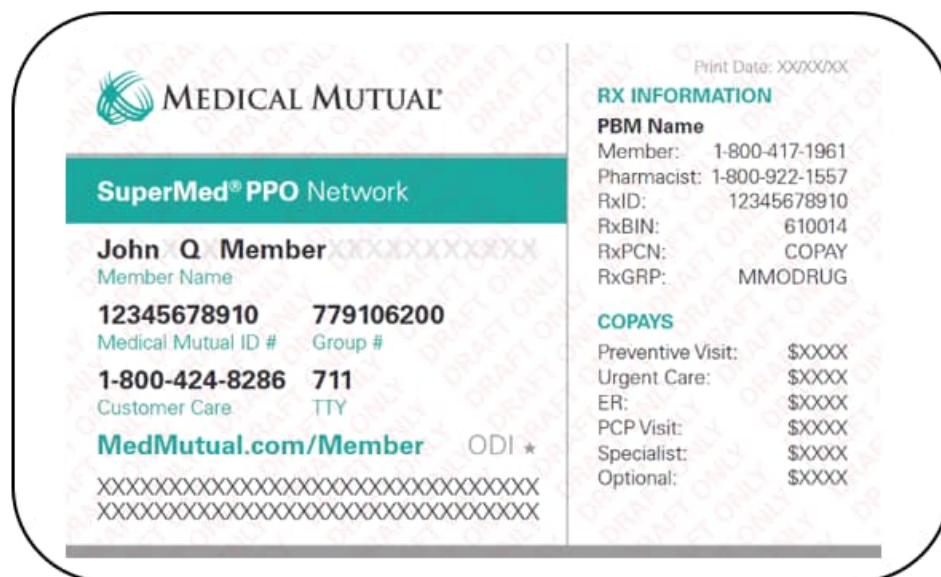 MEDICAL MUTUAL®
SuperMed® PPO Network
John Q Member XXXXXXXXXXX
Member Name
12345678910 779106200
Medical Mutual ID # Group #
1-800-424-8286 711
Customer Care TTY
MedMutual.com/Member ODI ★
XXXXXXXXXXXXXXXXXXXXXXXXXXXXXXX
XXXXXXXXXXXXXXXXXXXXXXXXXXXXXXX
Print Date: XX/XX/XX
RX INFORMATION
PBM Name
Member: 1-800-417-1961
Pharmacist: 1-800-922-1557
RxID: 12345678910
RxBIN: 610014
RxPCN: COPAY
RxGRP: MMODRUG
COPAYS
Preventive Visit: $XXXX
Urgent Care: $XXXX
ER: $XXXX
PCP Visit: $XXXX
Specialist: $XXXX
Optional: $XXXX
DRAFT ONLY